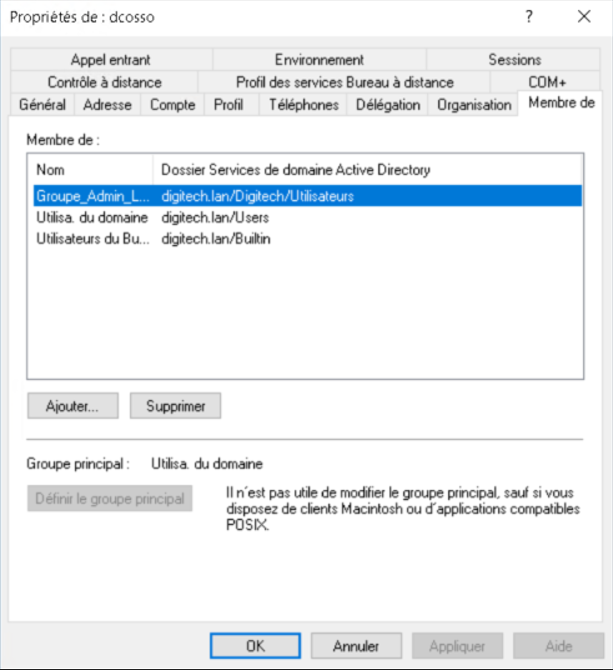 Propriétés de : dcosso
?
Appel entrant Environnement Sessions
Contrôle à distance Profil des services Bureau à distance COM+
Général Adresse Compte Profil Téléphones Délégation Organisation Membre de
Membre de :
Nom Dossier Services de domaine Active Directory
Groupe_Admin_L... digitech.lan/Digitech/Utilisateurs
Utilisa. du domaine digitech.lan/Users
Utilisateurs du Bu... digitech.lan/Builtin
Ajouter... Supprimer
Groupe principal : Utilisa. du domaine
Définir le groupe principal
Il n'est pas utile de modifier le groupe principal, sauf si vous
disposez de clients Macintosh ou d'applications compatibles
POSIX.
OK Annuler Appliquer Aide